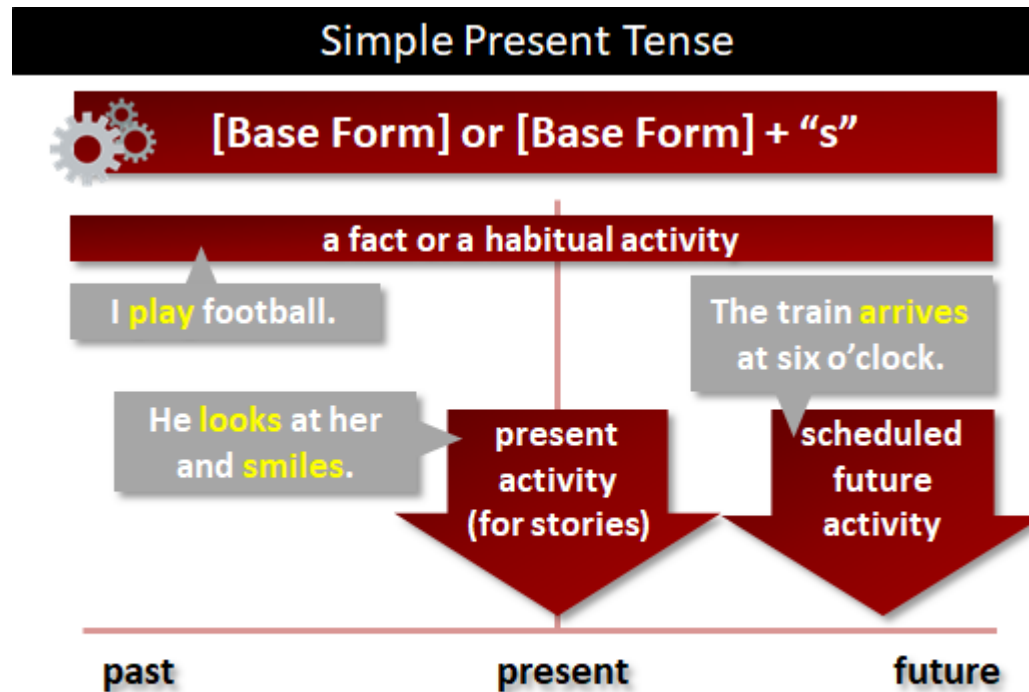 Simple Present Tense
[Base Form] or [Base Form] + “s”
a fact or a habitual activity
I play football.
The train arrives
at six o’clock.
He looks at her
and smiles.
present
activity
(for stories)
scheduled
future
activity
past
present
future